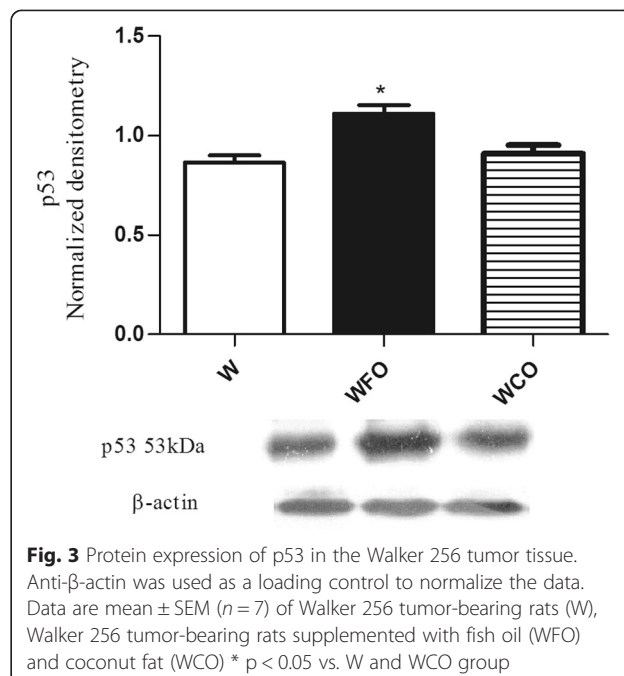 1.5
*
1.0
0.5
0.0
p53
Normalized densitometry
W
WFO
WCO
p53 53kDa
β-actin
Fig. 3 Protein expression of p53 in the Walker 256 tumor tissue.
Anti-β-actin was used as a loading control to normalize the data.
Data are mean ± SEM (n = 7) of Walker 256 tumor-bearing rats (W),
Walker 256 tumor-bearing rats supplemented with fish oil (WFO)
and coconut fat (WCO) * p < 0.05 vs. W and WCO group